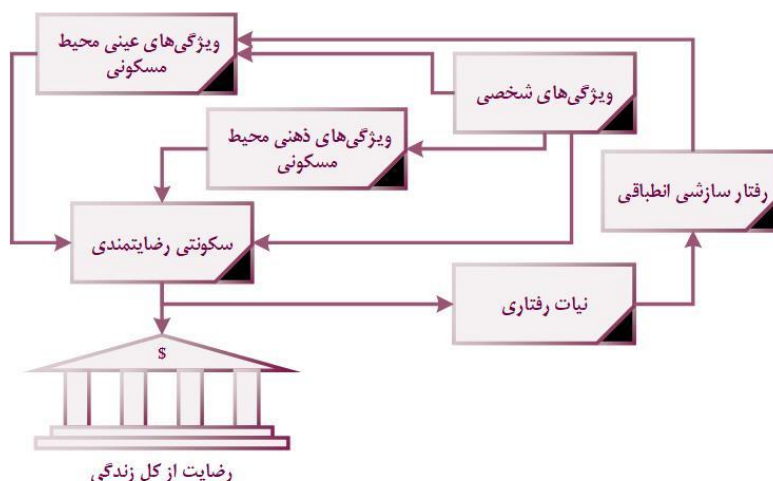 ویژگی‌های عینی محیط
مسکونی
ویژگی‌های شخصی
ویژگی‌های ذهنی محیط
مسکونی
رفتار سازشی انطباقی
سکونتی رضایتمندی
نیات رفتاری
$
رضایت از کل زندگی